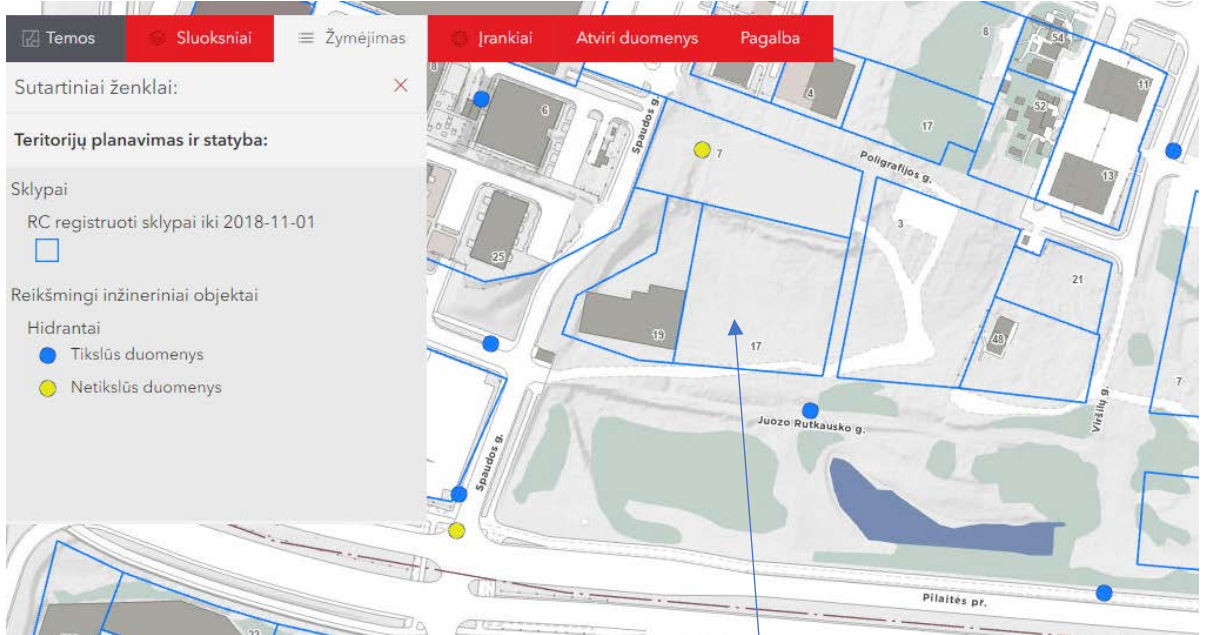 Temos
Sluoksniai
Žymėjimas
Įrankiai
Atviri duomenys
Pagalba
Sutartiniai ženklai:
Teritorijų planavimas ir statyba:
Sklypai
RC registruoti sklypai iki 2018-11-01
Reikšmingi inžineriniai objektai
Hidrantai
Tikslūs duomenys
Netikslūs duomenys
8
54
11
8
6
4
52
17
Spaudos g.
7
Poligrafijos g.
13
3
25
21
19
17
48
7
Juozo Rutkausko g.
Viršilų g.
Spaudos g.
Pilaitės pr.